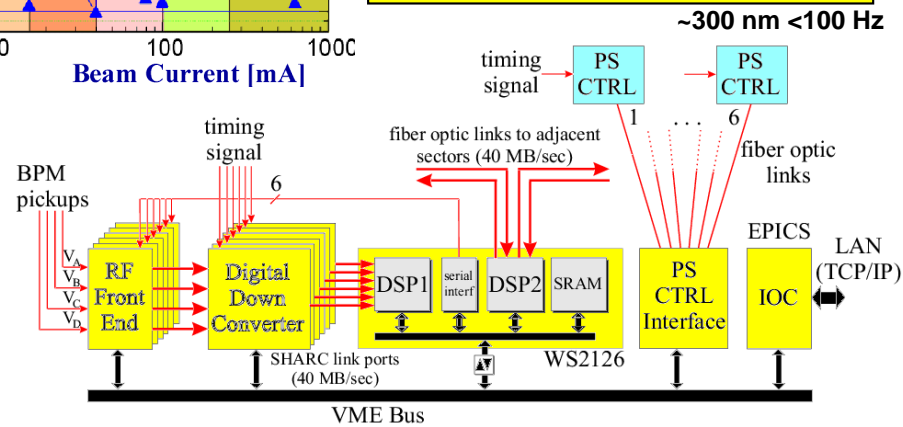 0
100
1000
Beam Current [mA]
~300 nm <100 Hz
timing
signal
PS
CTRL
PS
CTRL
1
. . .
6
fiber optic
links
timing
signal
fiber optic links to adjacent
sectors (40 MB/sec)
BPM
pickups
6
EPICS
LAN
(TCP/IP)
VA
VB
VC
VD
RF
Front
End
Digital
Down
Converter
DSP1
serial
interf
DSP2
SRAM
PS
CTRL
Interface
IOC
WS2126
SHARC link ports
(40 MB/sec)
VME Bus